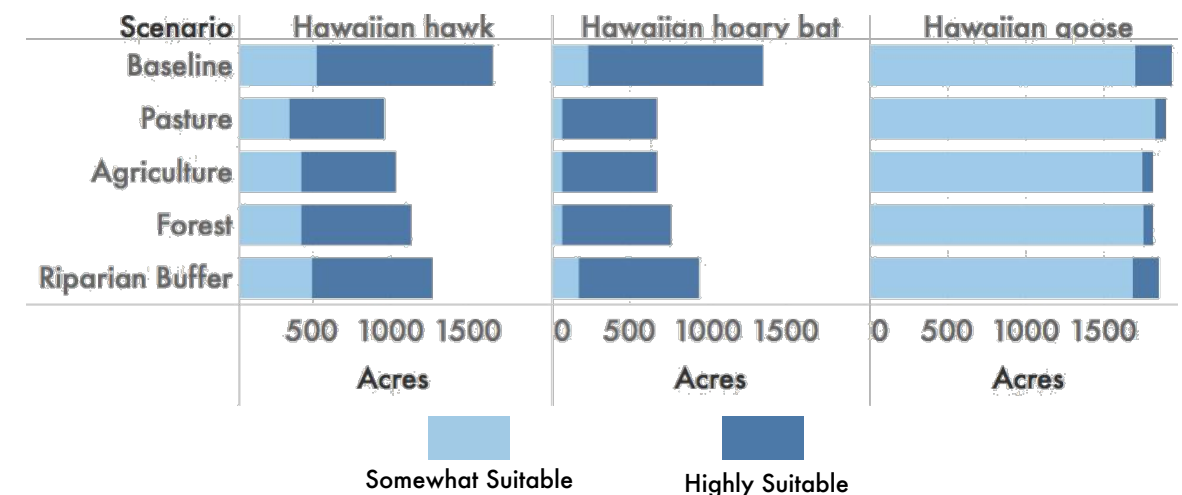 Scenario Hawaiian hawk Hawaiian hoary bat Hawaiian goose
Baseline
Pasture
Agriculture
Forest
Riparian Buffer
500 1000 1500 0 500 1000 1500 0 500 1000 1500
Acres Acres Acres
Somewhat Suitable Highly Suitable